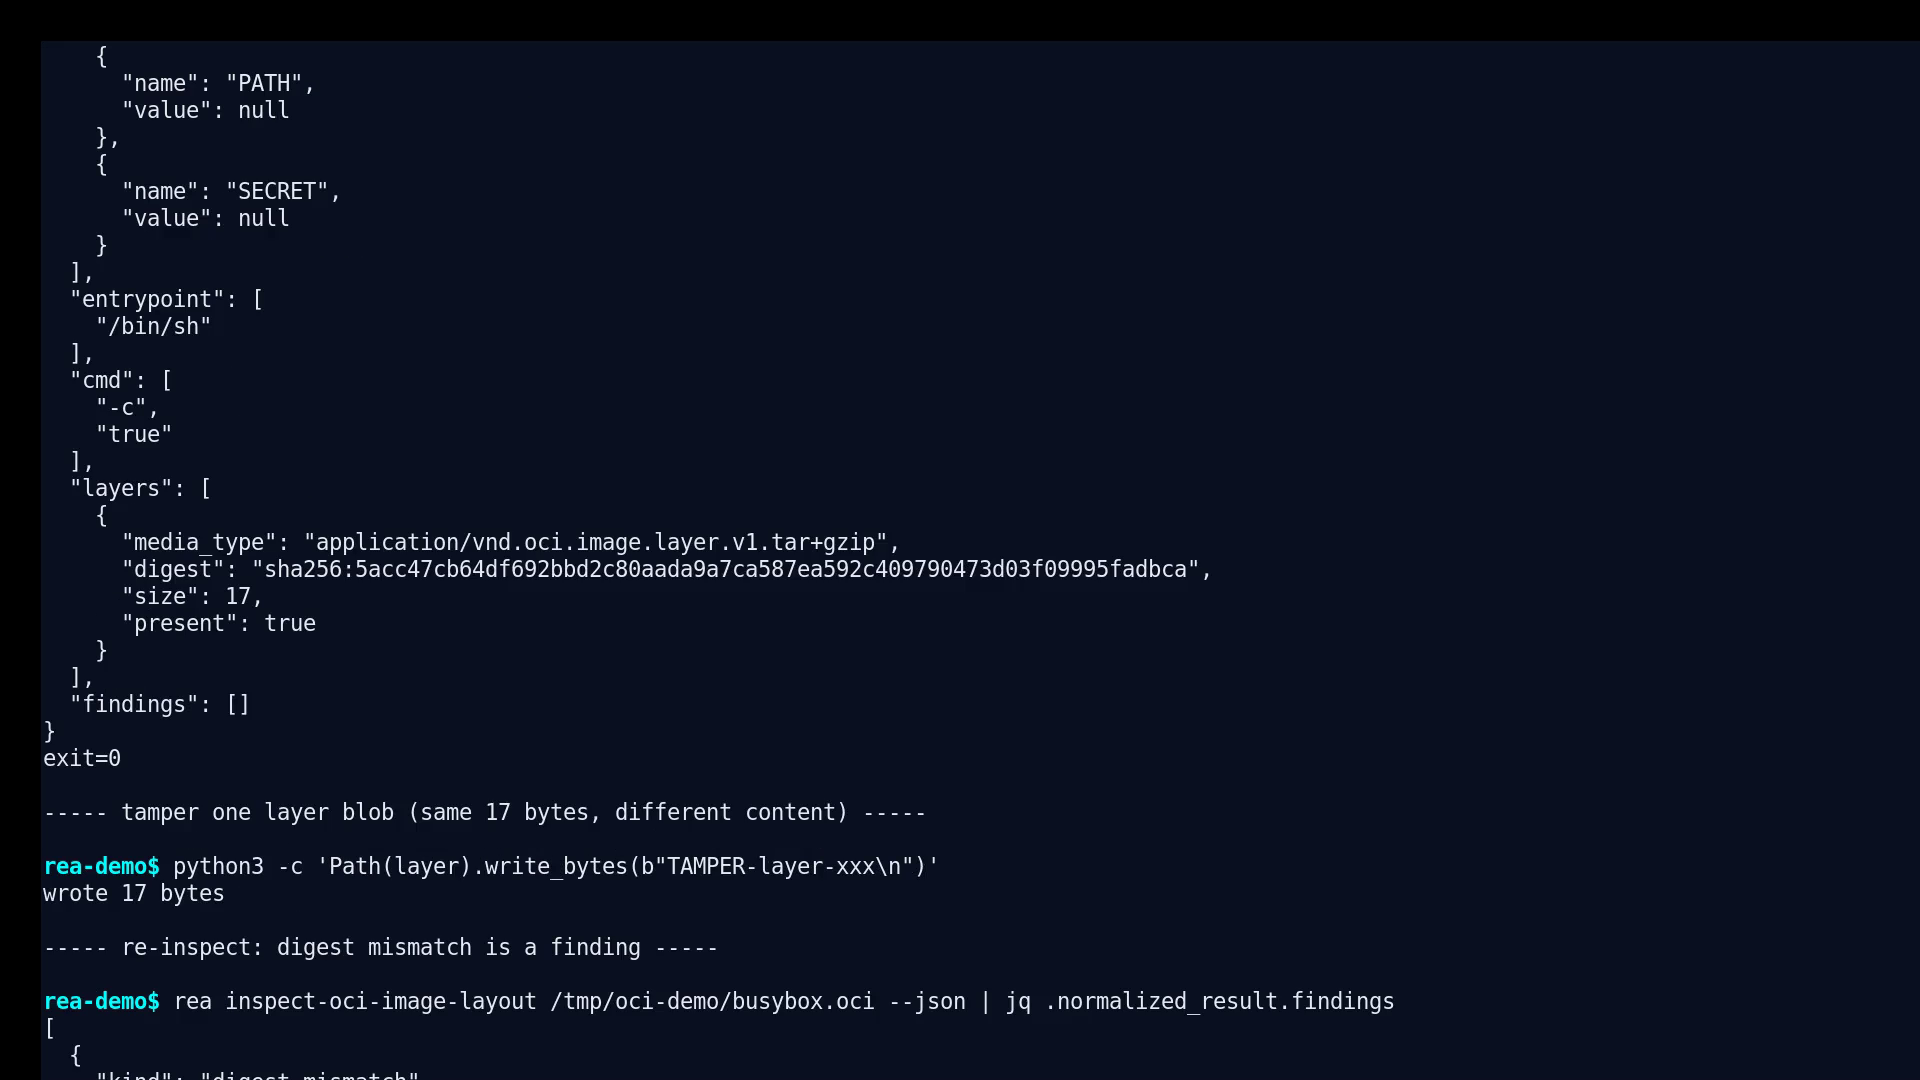 {
      "name": "PATH",
      "value": null
    },
    {
      "name": "SECRET",
      "value": null
    }
  ],
  "entrypoint": [
    "/bin/sh"
  ],
  "cmd": [
    "-c",
    "true"
  ],
  "layers": [
    {
      "media_type": "application/vnd.oci.image.layer.v1.tar+gzip",
      "digest": "sha256:5acc47cb64df692bbd2c80aada9a7ca587ea592c409790473d03f09995fadbca",
      "size": 17,
      "present": true
    }
  ],
  "findings": []
}
exit=0

----- tamper one layer blob (same 17 bytes, different content) -----

rea-demo$ python3 -c 'Path(layer).write_bytes(b"TAMPER-layer-xxx\n")'
wrote 17 bytes

----- re-inspect: digest mismatch is a finding -----

rea-demo$ rea inspect-oci-image-layout /tmp/oci-demo/busybox.oci --json | jq .normalized_result.findings
[
  {
    "kind": "digest_mismatch"